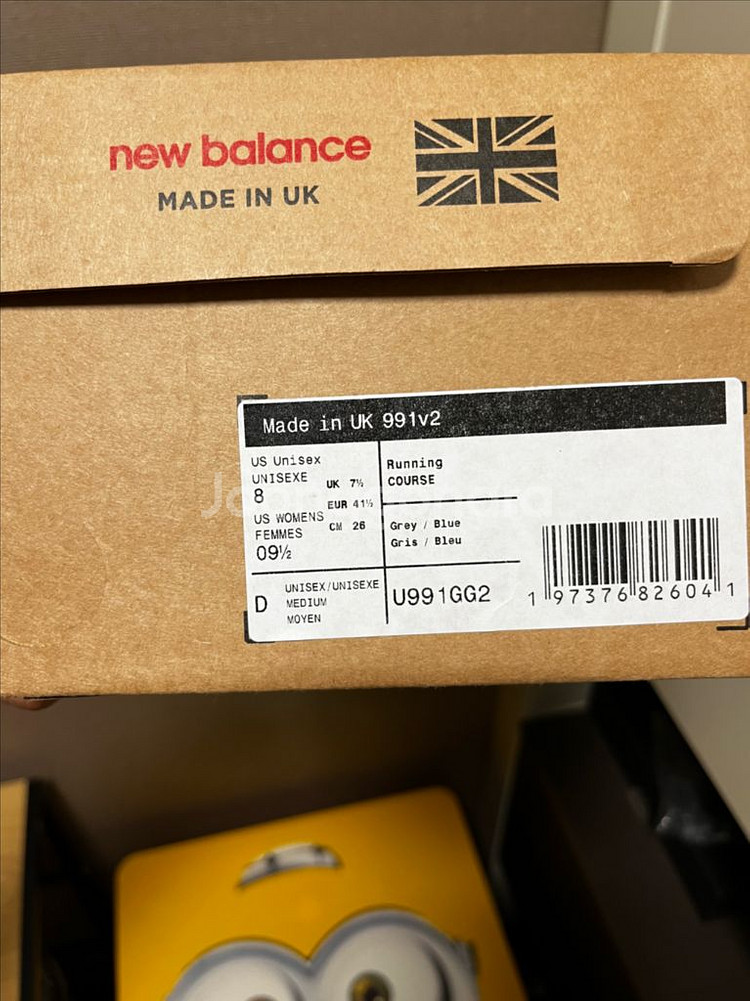 new balance
MADE IN UK
Made in UK 991v2
US Unisex
UNISEXE
8
US WOMENS
FEMMES
09½
UK 7½
EUR 41½
CM 26
Running
COURSE
Grey / Blue
Gris / Bleu
D
UNISEX/UNISEXE
MEDIUM
MOYEN
U991GG2
1 97376 82604 1